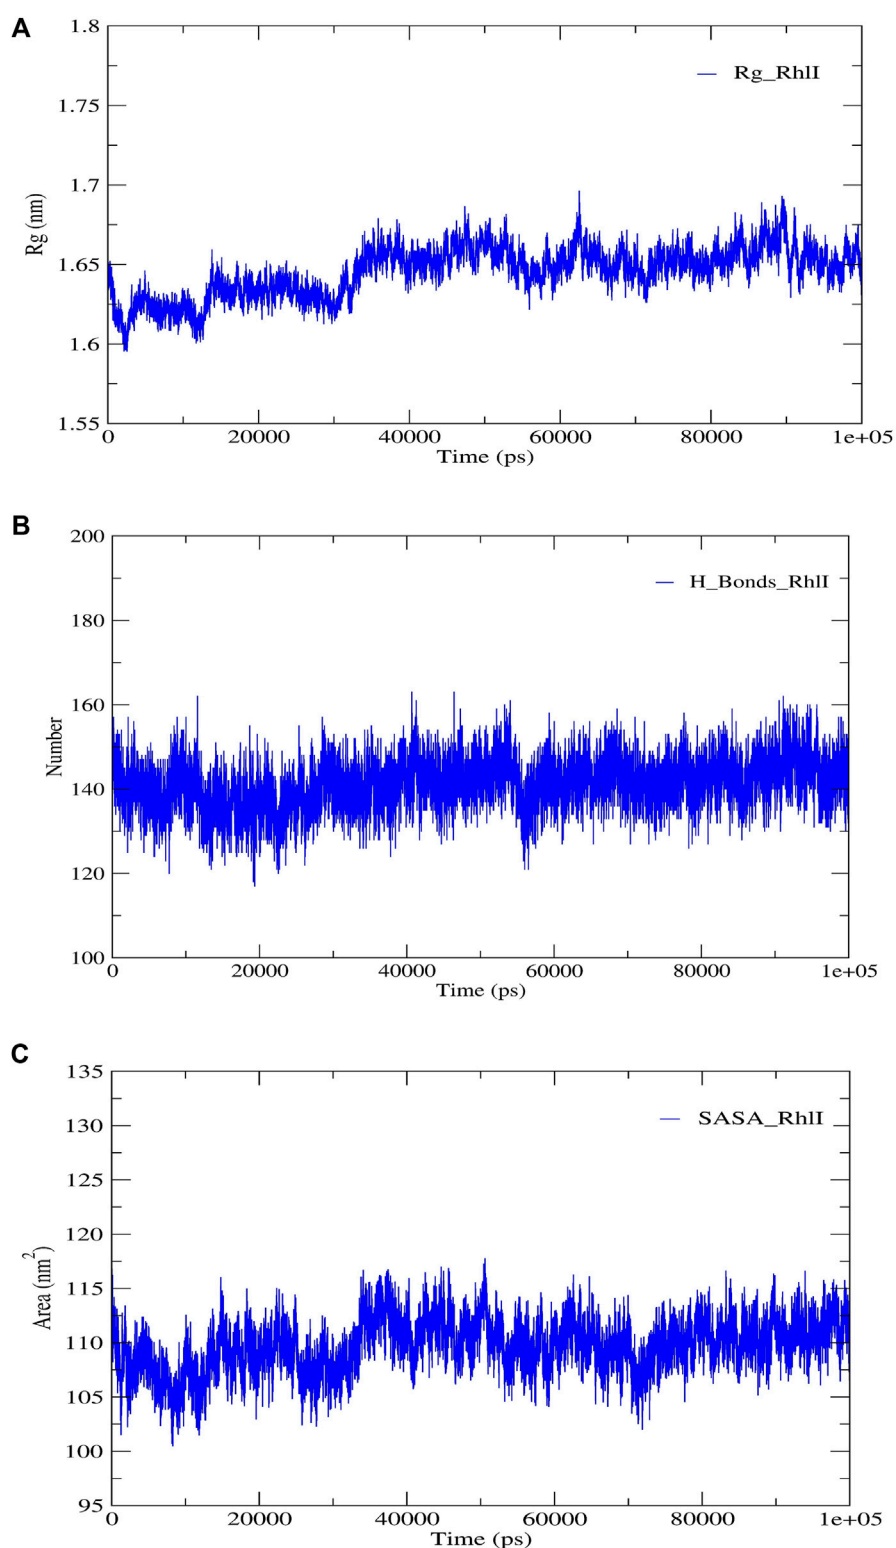 A
1.8
1.75
1.7
1.65
1.6
1.55
Rg (nm)
Rg_RhlI
0 20000 40000 60000 80000 1e+05
Time (ps)
B
200
180
160
140
120
100
Number
H_Bonds_RhlI
0 20000 40000 60000 80000 1e+05
Time (ps)
C
135
130
125
120
115
110
105
100
95
Area (nm²)
SASA_RhlI
0 20000 40000 60000 80000 1e+05
Time (ps)